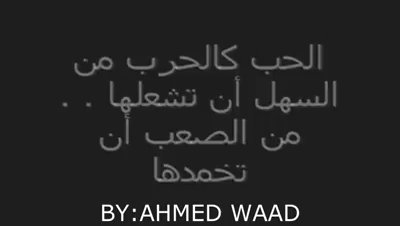 الحب كالحرب من
السهل أن تشعلها . .
من الصعب أن
تخمدها
BY:AHMED WAAD